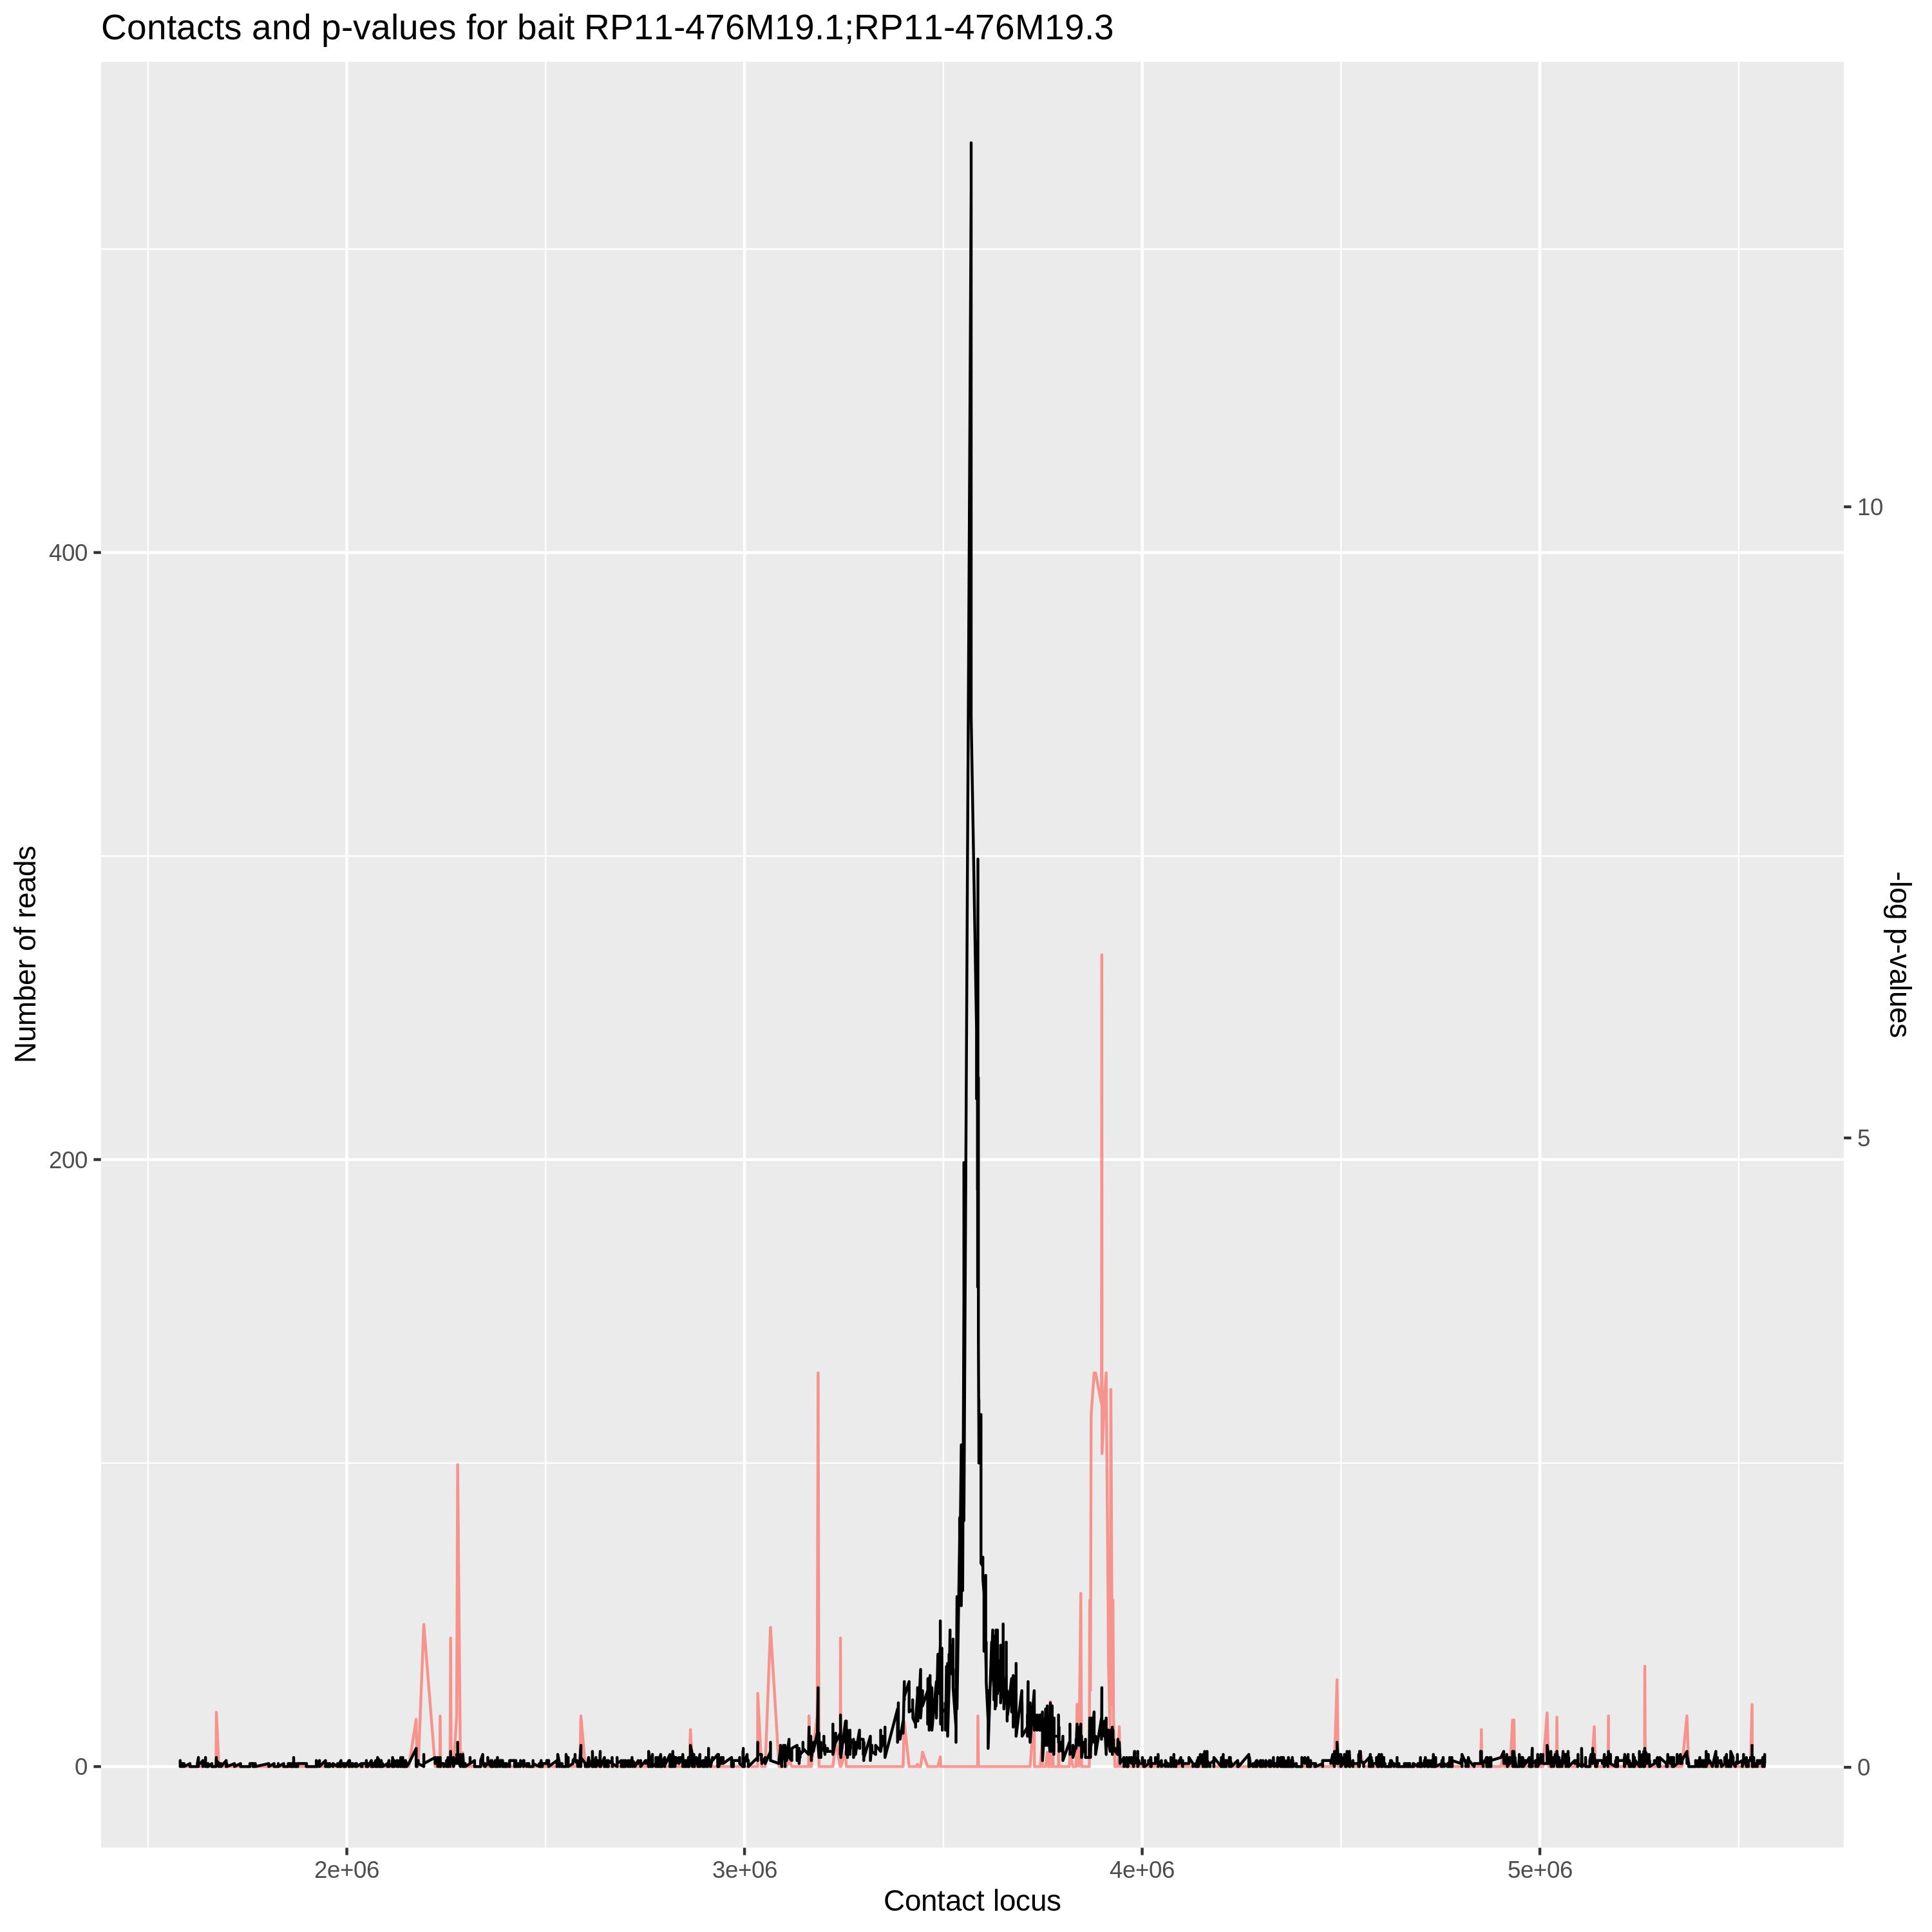 Contacts and p-values for bait RP11-476M19.1;RP11-476M19.3
Number of reads
400
200
0
10
5
0
-log p-values
2e+06
3e+06
4e+06
5e+06
Contact locus